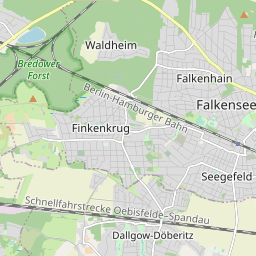 Waldheim
Bredower
Forst
Falkenhain
Berlin-Hamburger Bahn
Falkensee
Finkenkrug
Seegefeld
Schnellfahrstrecke Oebisfelde-Spandau
Dallgow-Döberitz